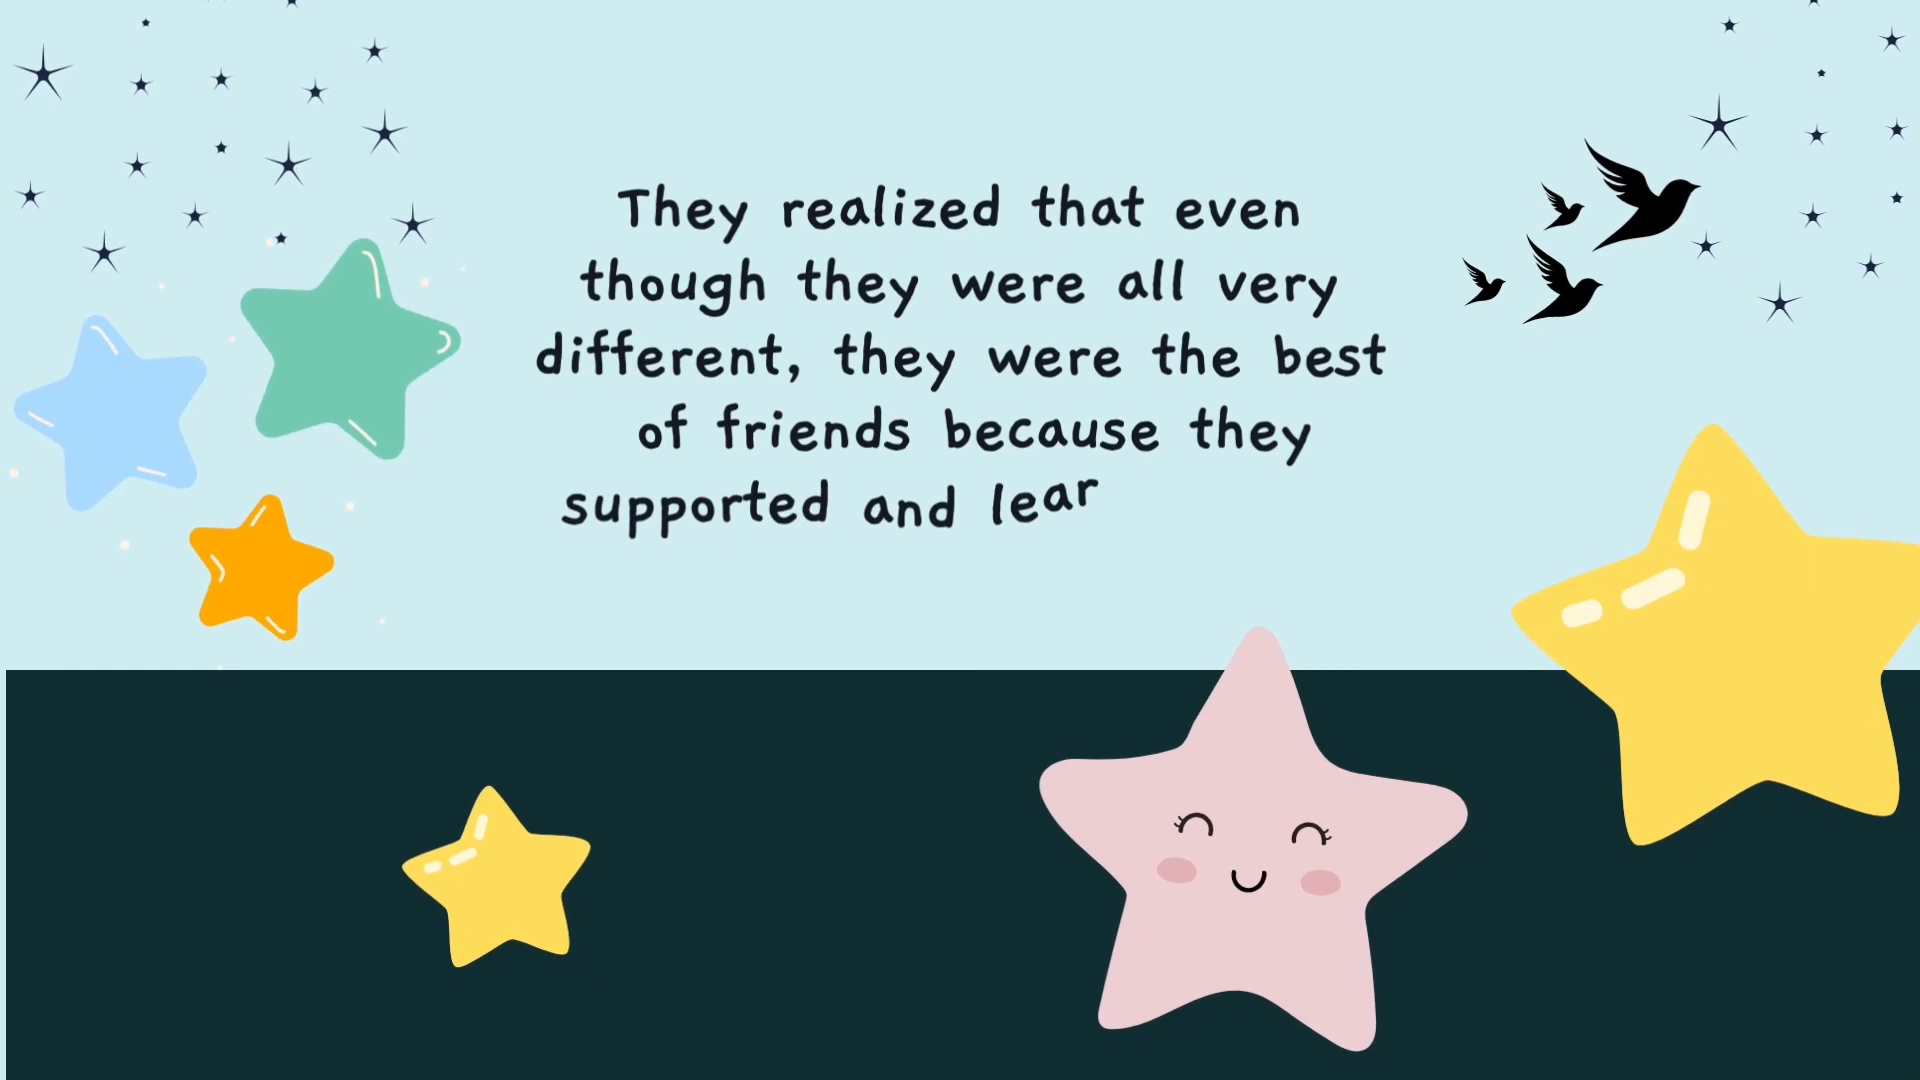 They realized that even
though they were all very
different, they were the best
of friends because they
supported and lear